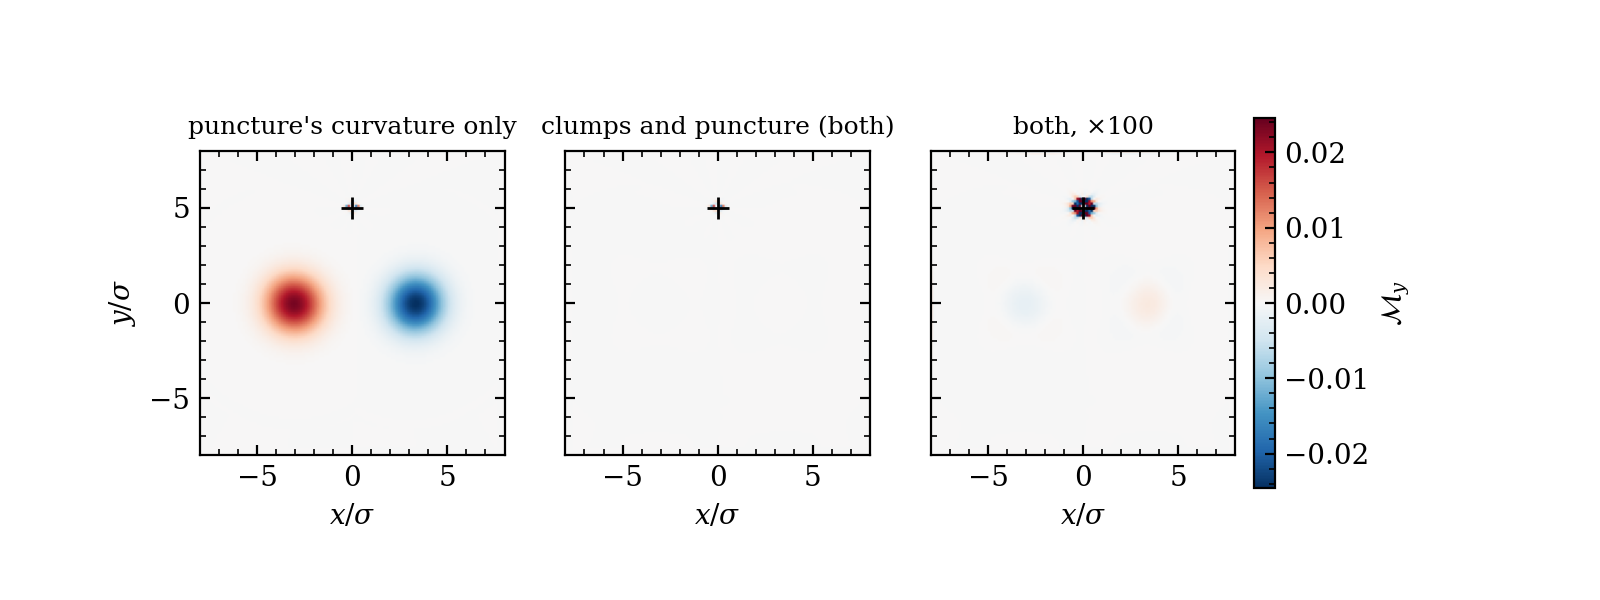 puncture's curvature only
clumps and puncture (both)
both, ×100
y/σ
5
0
−5
−5 0 5
x/σ
−5 0 5
x/σ
−5 0 5
x/σ
0.02
0.01
0.00
−0.01
−0.02
ℳy